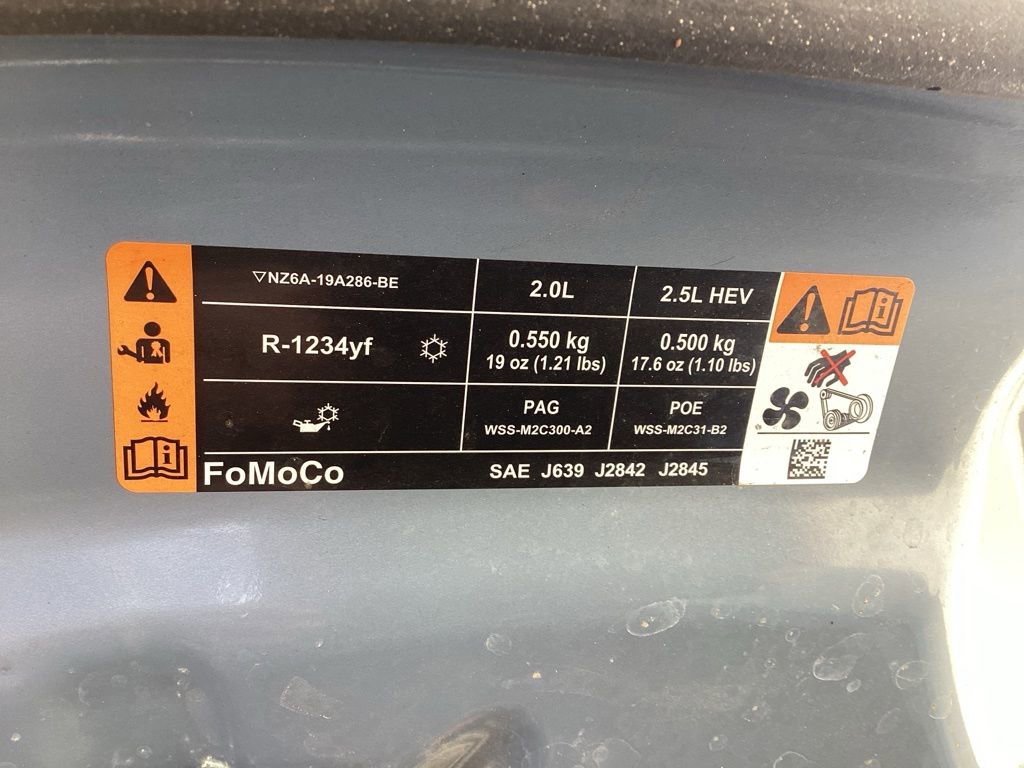 ▽NZ6A-19A286-BE
2.0L
2.5L HEV
R-1234yf
0.550 kg
19 oz (1.21 lbs)
0.500 kg
17.6 oz (1.10 lbs)
PAG
WSS-M2C300-A2
POE
WSS-M2C31-B2
FoMoCo
SAE J639 J2842 J2845